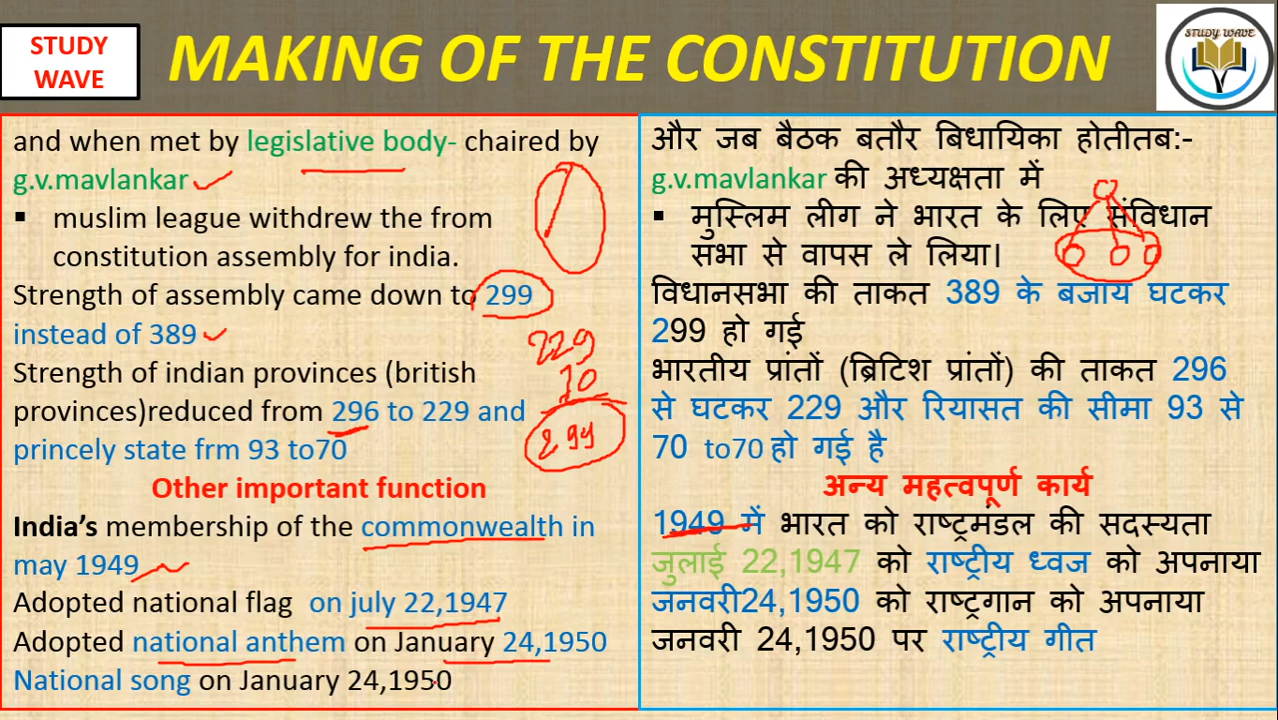 STUDY
WAVE
MAKING OF THE CONSTITUTION
STUDY WAVE
and when met by legislative body- chaired by
g.v.mavlankar
▪ muslim league withdrew the from
constitution assembly for india.
Strength of assembly came down to 299
instead of 389
Strength of indian provinces (british
provinces)reduced from 296 to 229 and
princely state frm 93 to70
Other important function
India's membership of the commonwealth in
may 1949
Adopted national flag on july 22,1947
Adopted national anthem on January 24,1950
National song on January 24,1950
229
70
299
और जब बैठक बतौर बिधायिका होतीतब:-
g.v.mavlankar की अध्यक्षता में
▪ मुस्लिम लीग ने भारत के लिए संविधान
सभा से वापस ले लिया।
विधानसभा की ताकत 389 के बजाय घटकर
299 हो गई
भारतीय प्रांतों (ब्रिटिश प्रांतों) की ताकत 296
से घटकर 229 और रियासत की सीमा 93 से
70 to70 हो गई है
अन्य महत्वपूर्ण कार्य
1949 में भारत को राष्ट्रमंडल की सदस्यता
जुलाई 22,1947 को राष्ट्रीय ध्वज को अपनाया
जनवरी24,1950 को राष्ट्रगान को अपनाया
जनवरी 24,1950 पर राष्ट्रीय गीत